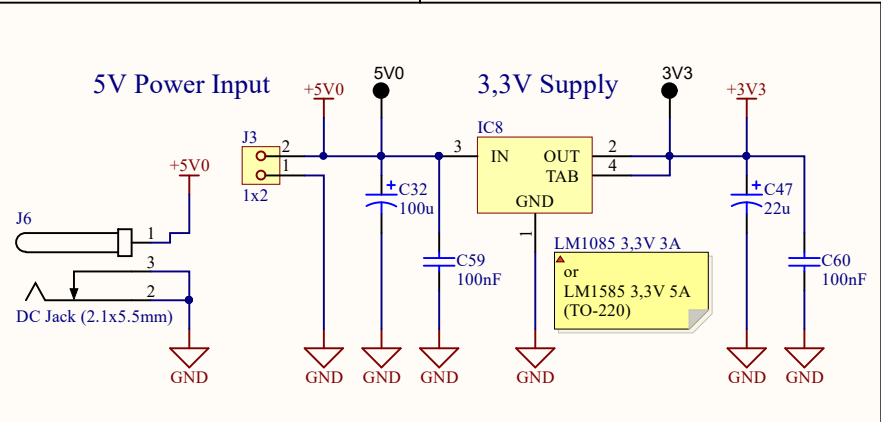 5V Power Input
3,3V Supply
+5V0
5V0
3V3
+3V3
J3
2
1
1x2
IC8
3
IN
OUT
TAB
GND
2
4
1
+5V0
+
C32
100u
+
C47
22u
J6
1
3
2
DC Jack (2.1x5.5mm)
C59
100nF
LM1085 3,3V 3A
or
LM1585 3,3V 5A
(TO-220)
C60
100nF
GND
GND
GND
GND
GND
GND
GND